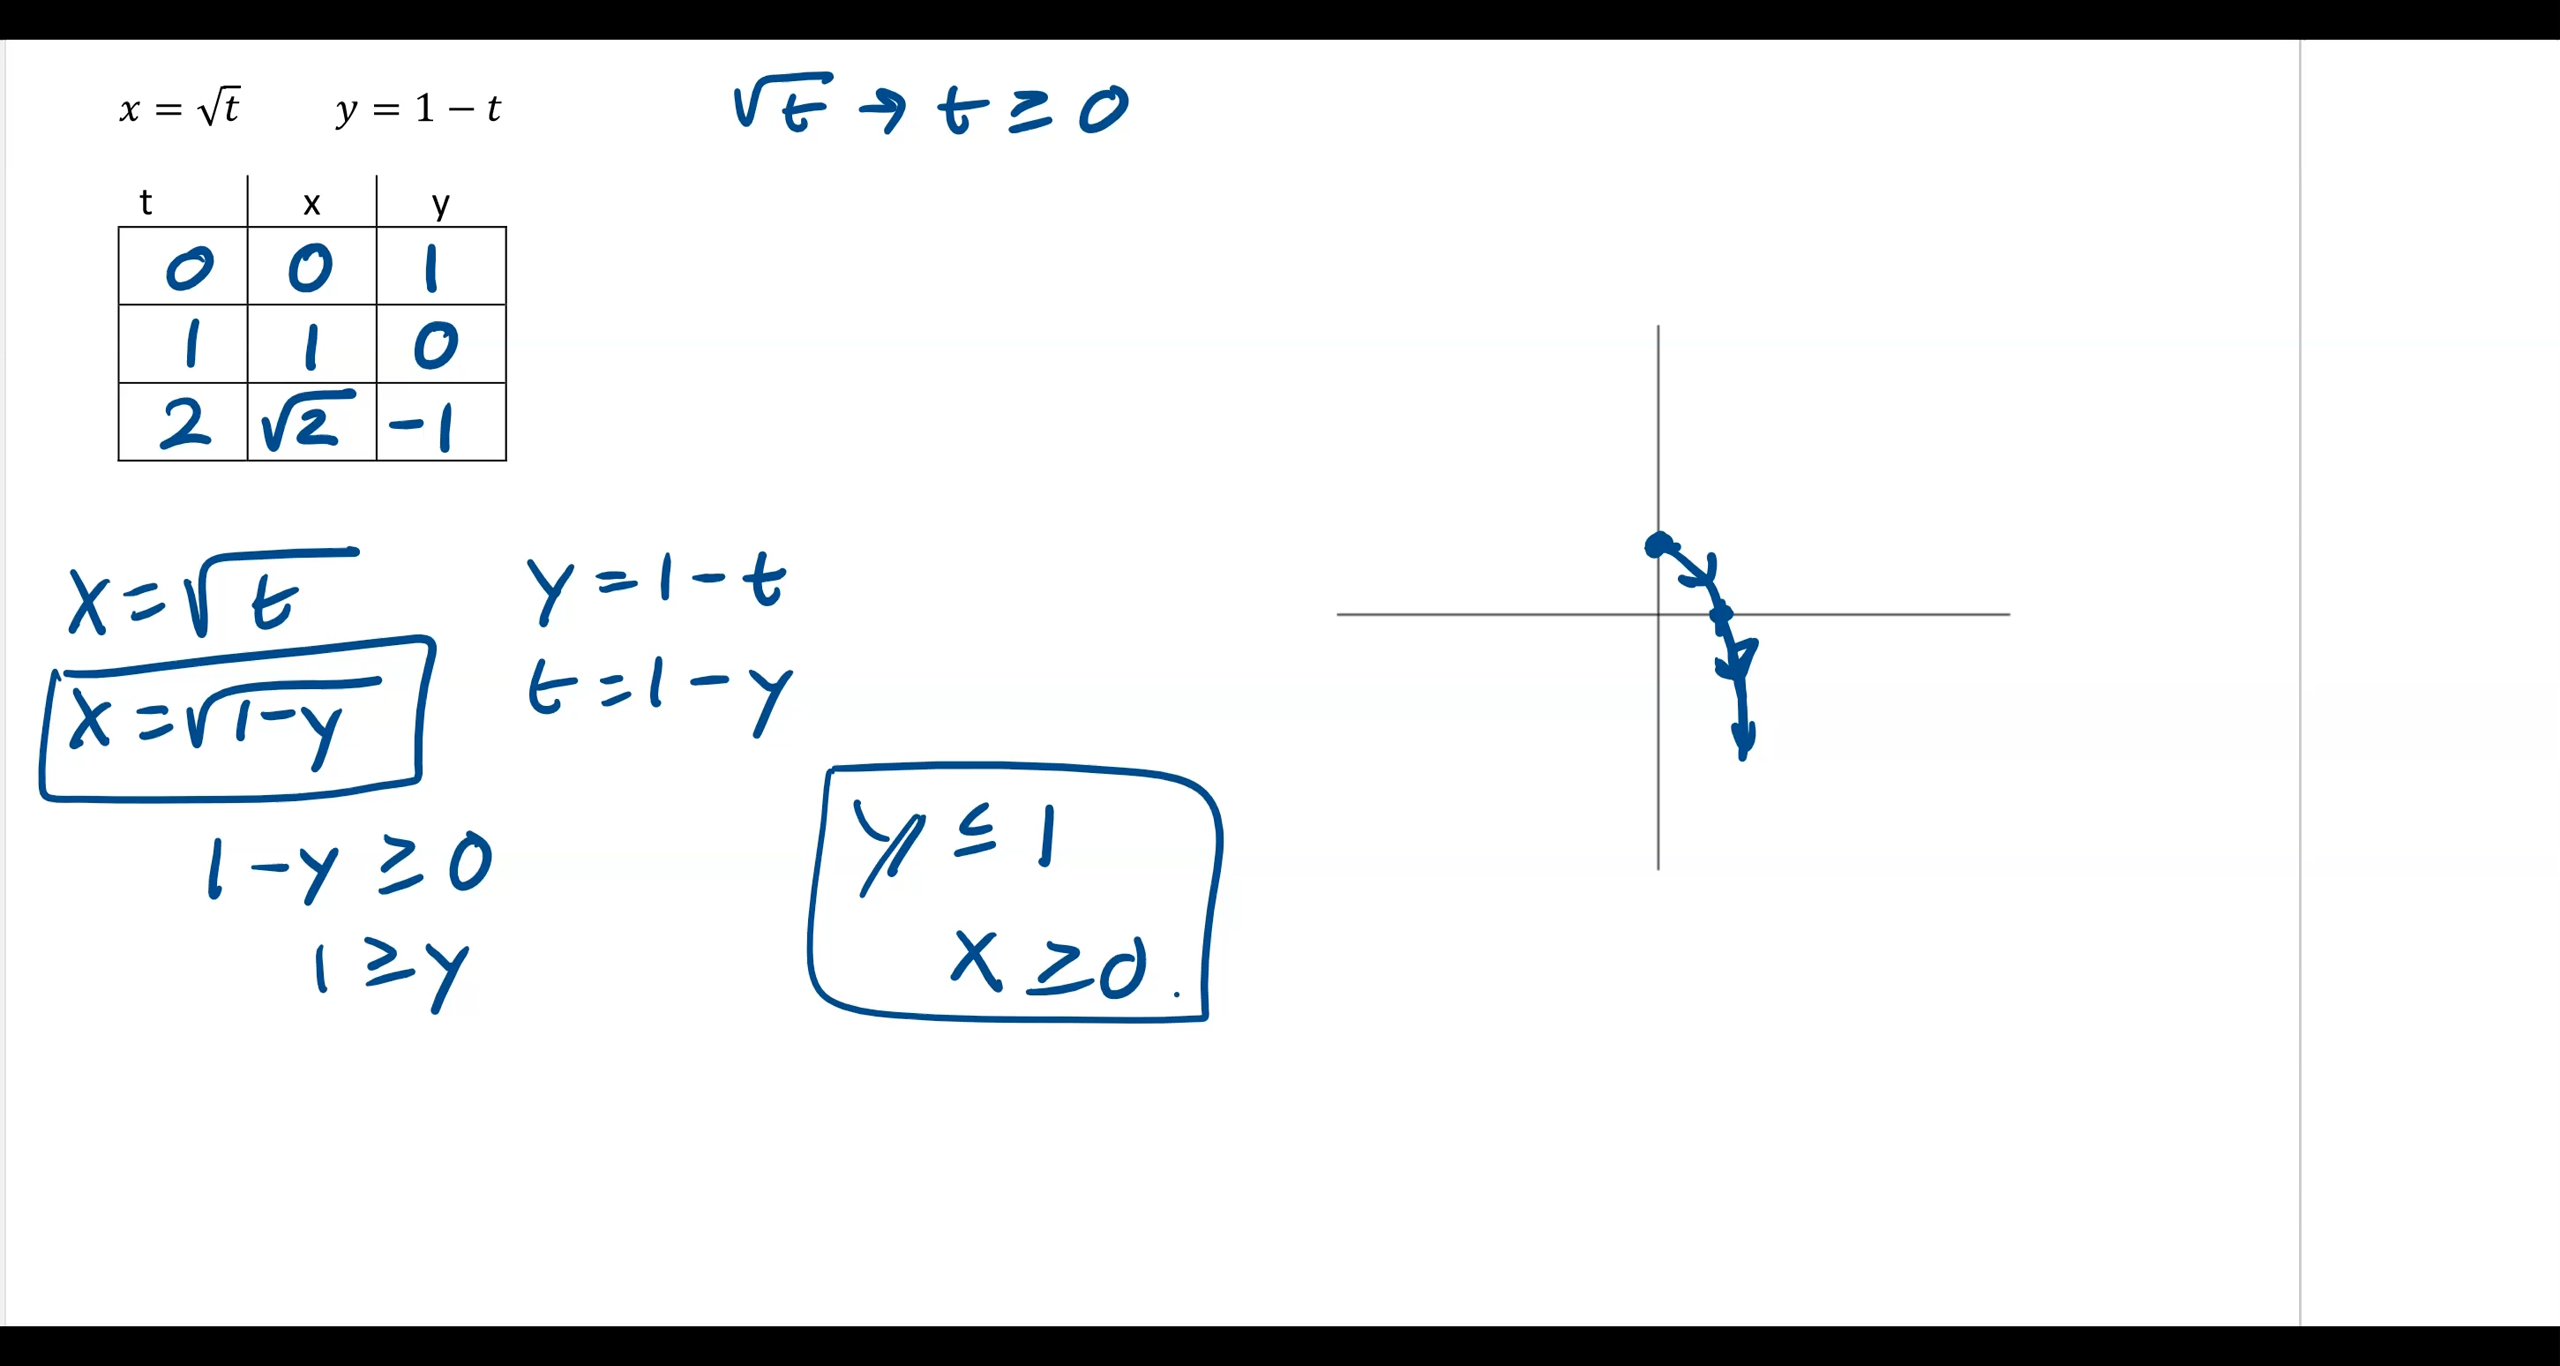 x = √t    y = 1 − t
√t → t ≥ 0
t x y
0 0 1
1 1 0
2 √2 -1
x = √t
x = √1-y
1 - y ≥ 0
1 ≥ y
y = 1 - t
t = 1 - y
y ≤ 1
x ≥ 0.